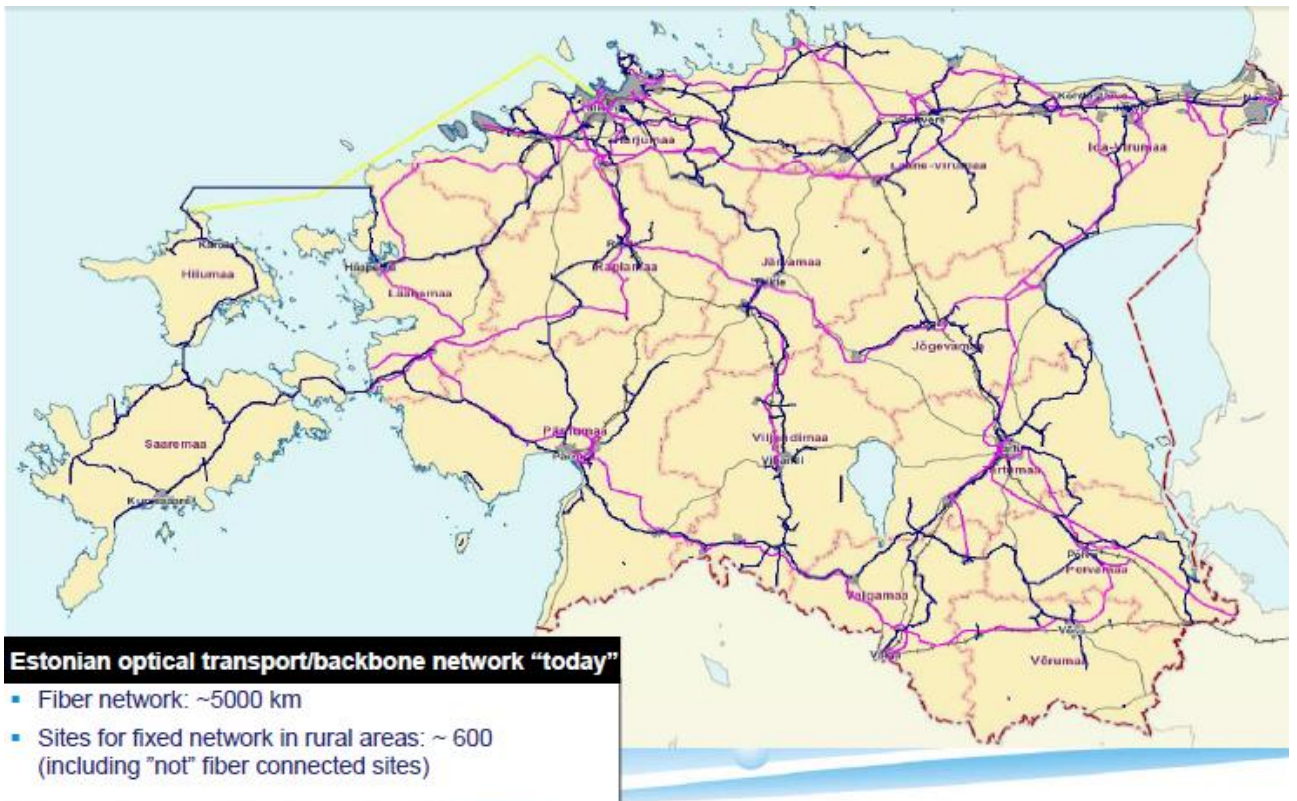 Harjumaa
Ida-Virumaa
Lääne-Virumaa
Hiiumaa
Raplamaa
Järvamaa
Läänemaa
Jõgevamaa
Saaremaa
Pärnumaa
Viljandimaa
Viljandi
Valgamaa
Võrumaa
Estonian optical transport/backbone network “today”
Fiber network: ~5000 km
Sites for fixed network in rural areas: ~ 600
(including ”not” fiber connected sites)